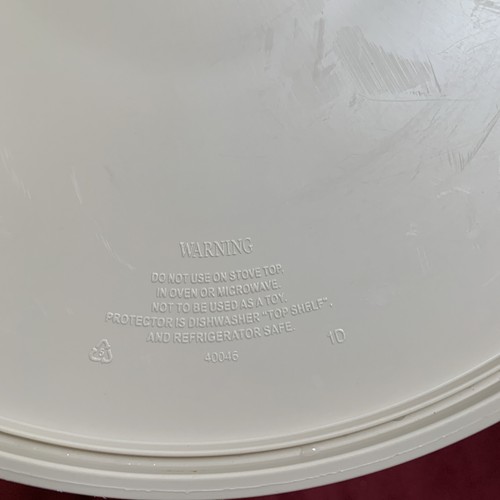 WARNING
DO NOT USE ON STOVE TOP,
IN OVEN OR MICROWAVE.
NOT TO BE USED AS A TOY.
PROTECTOR IS DISHWASHER "TOP SHELF",
AND REFRIGERATOR SAFE.
40046
1D